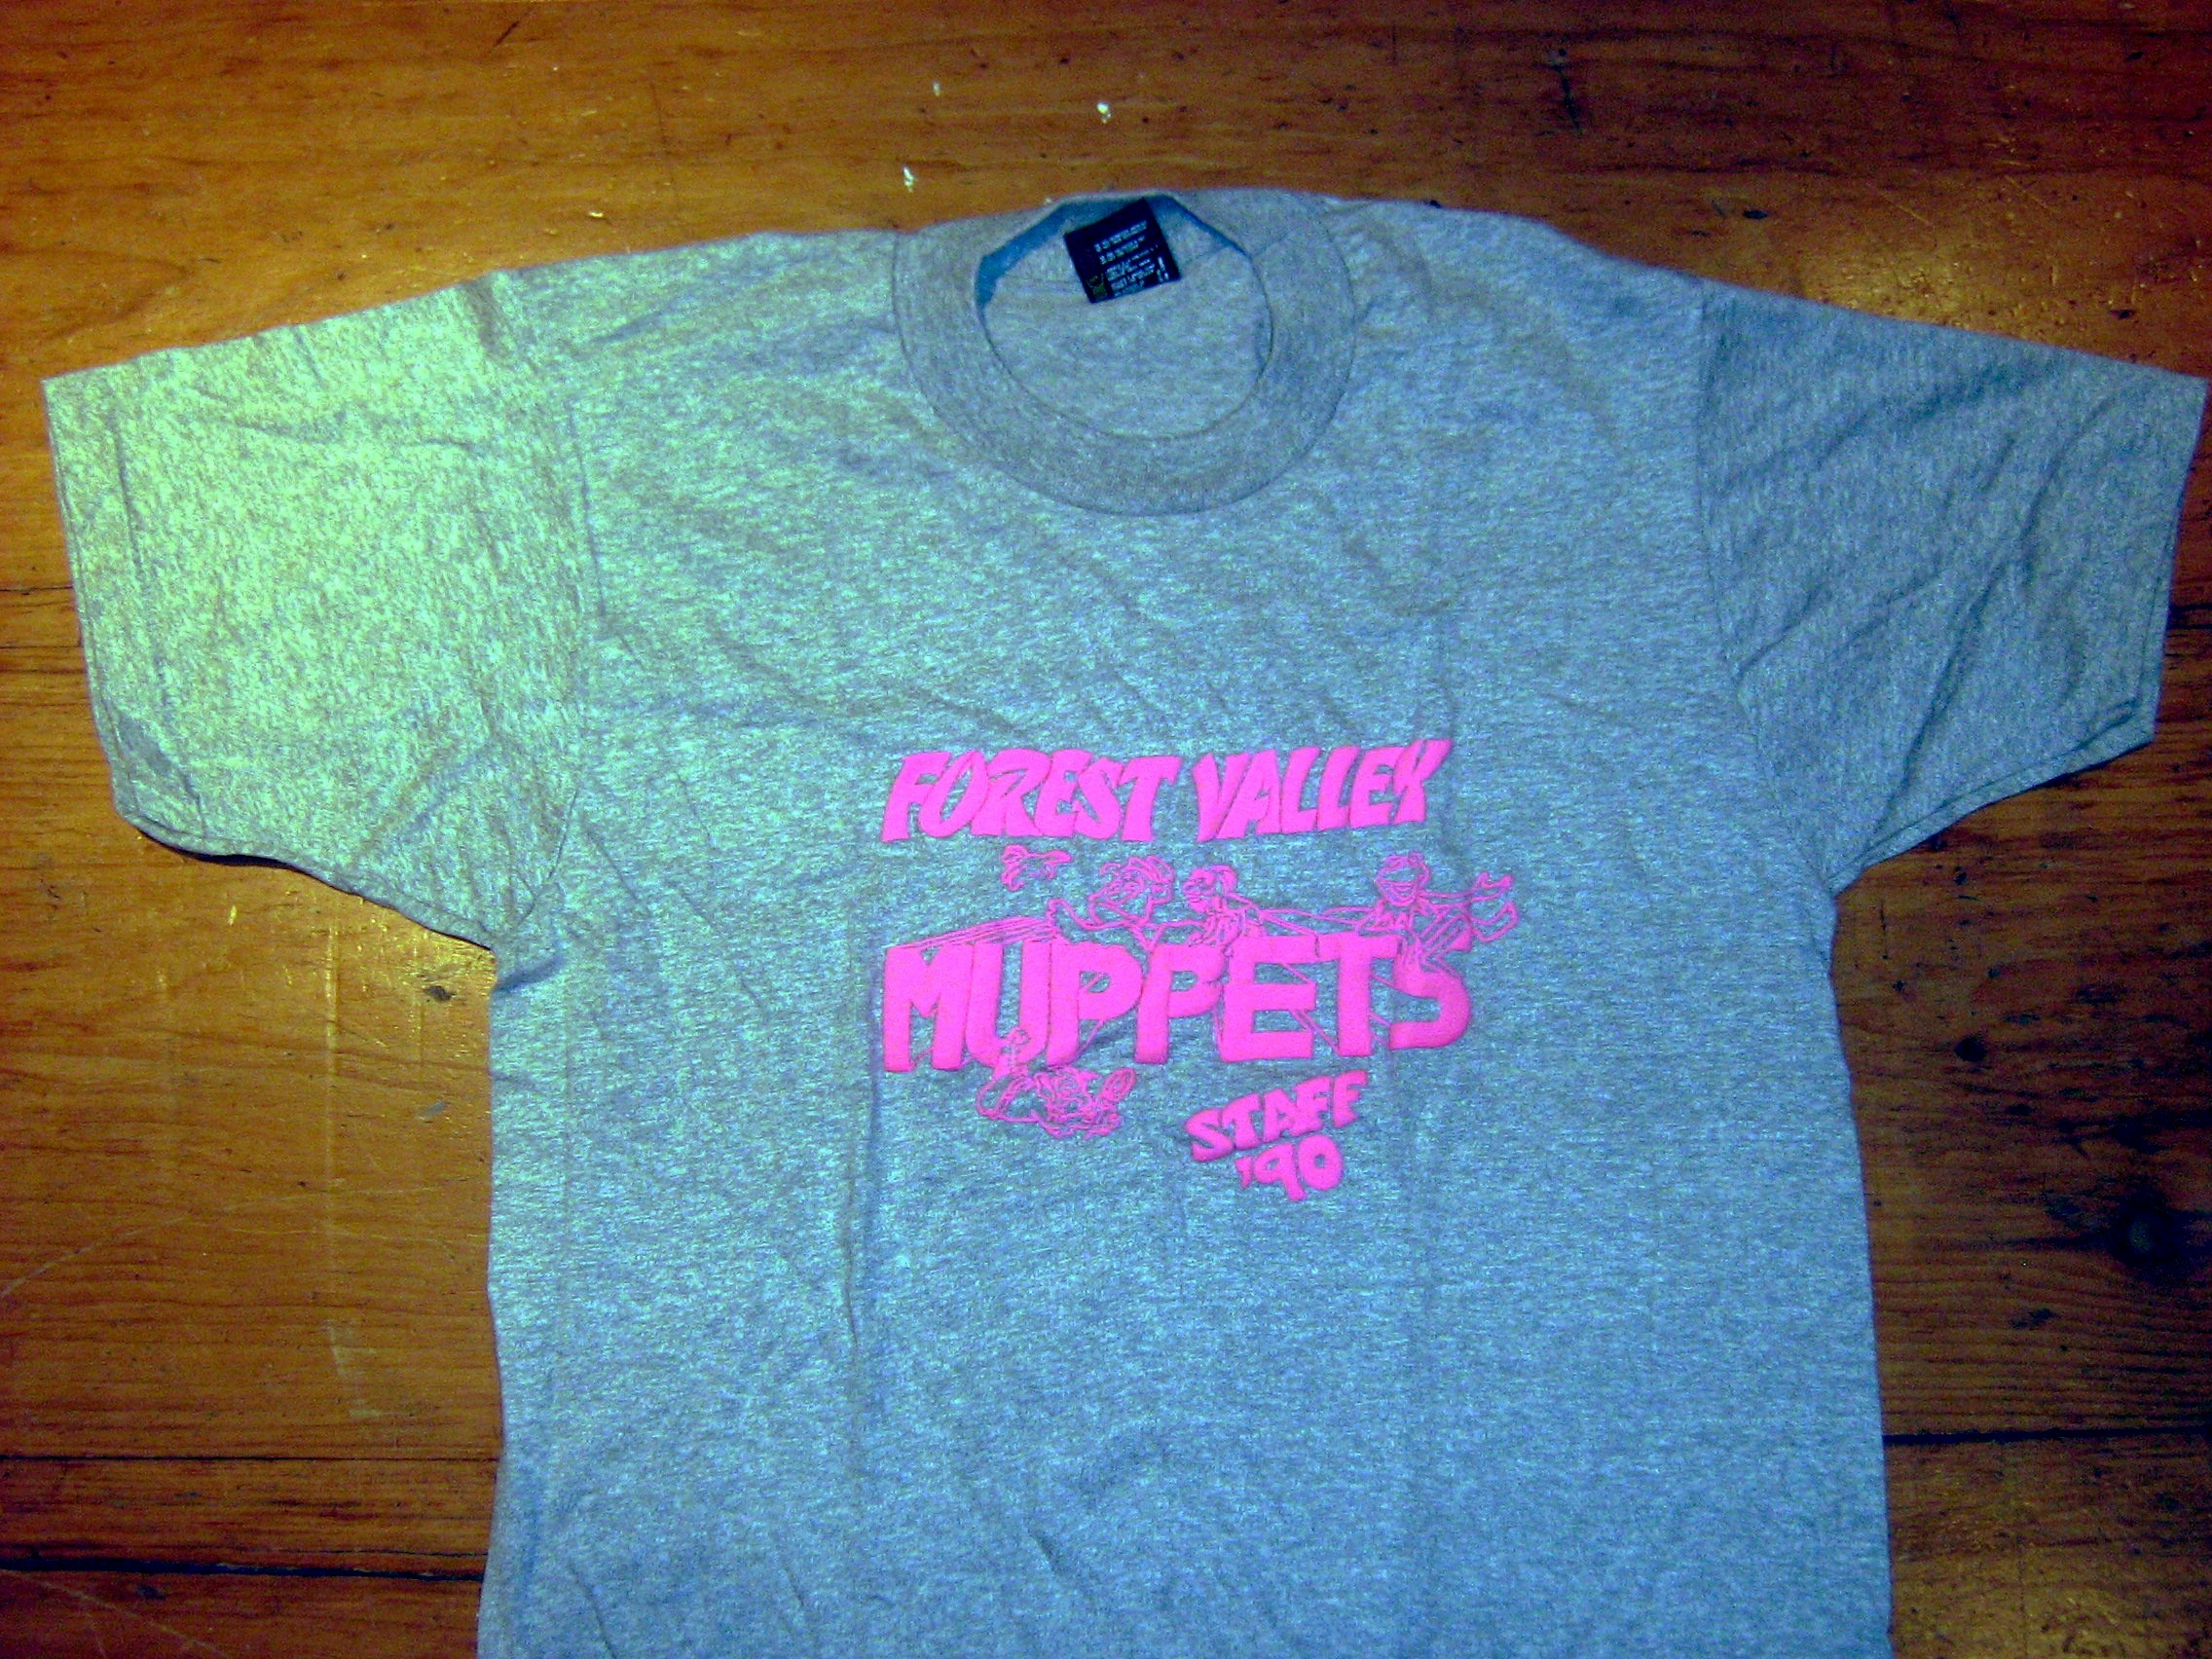 FOREST VALLEY
MUPPETS
STAFF
'90